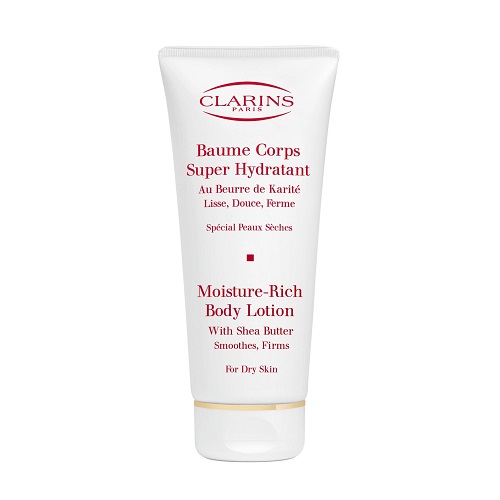 CLARINS
PARIS
Baume Corps
Super Hydratant
Au Beurre de Karité
Lisse, Douce, Ferme
Spécial Peaux Sèches
Moisture-Rich
Body Lotion
With Shea Butter
Smoothes, Firms
For Dry Skin